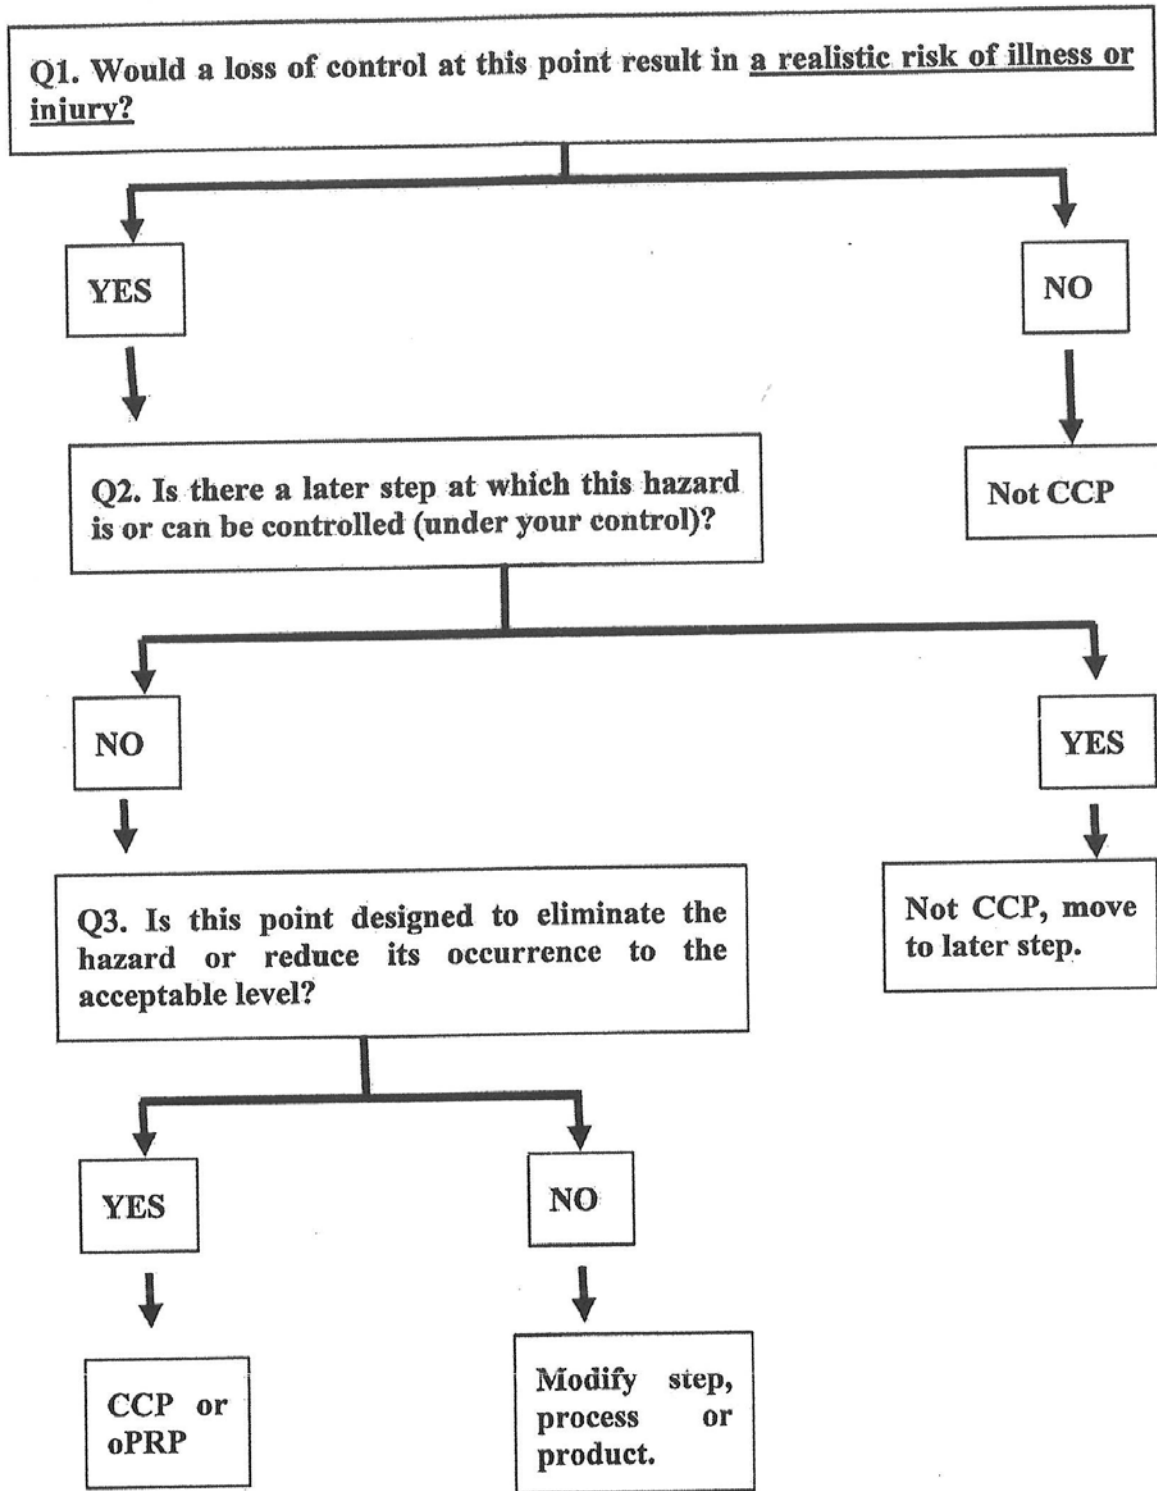 Q1. Would a loss of control at this point result in a realistic risk of illness or
injury?
YES
NO
Q2. Is there a later step at which this hazard
is or can be controlled (under your control)?
Not CCP
NO
YES
Q3. Is this point designed to eliminate the
hazard or reduce its occurrence to the
acceptable level?
Not CCP, move
to later step.
YES
NO
CCP or
oPRP
Modify step,
process or
product.